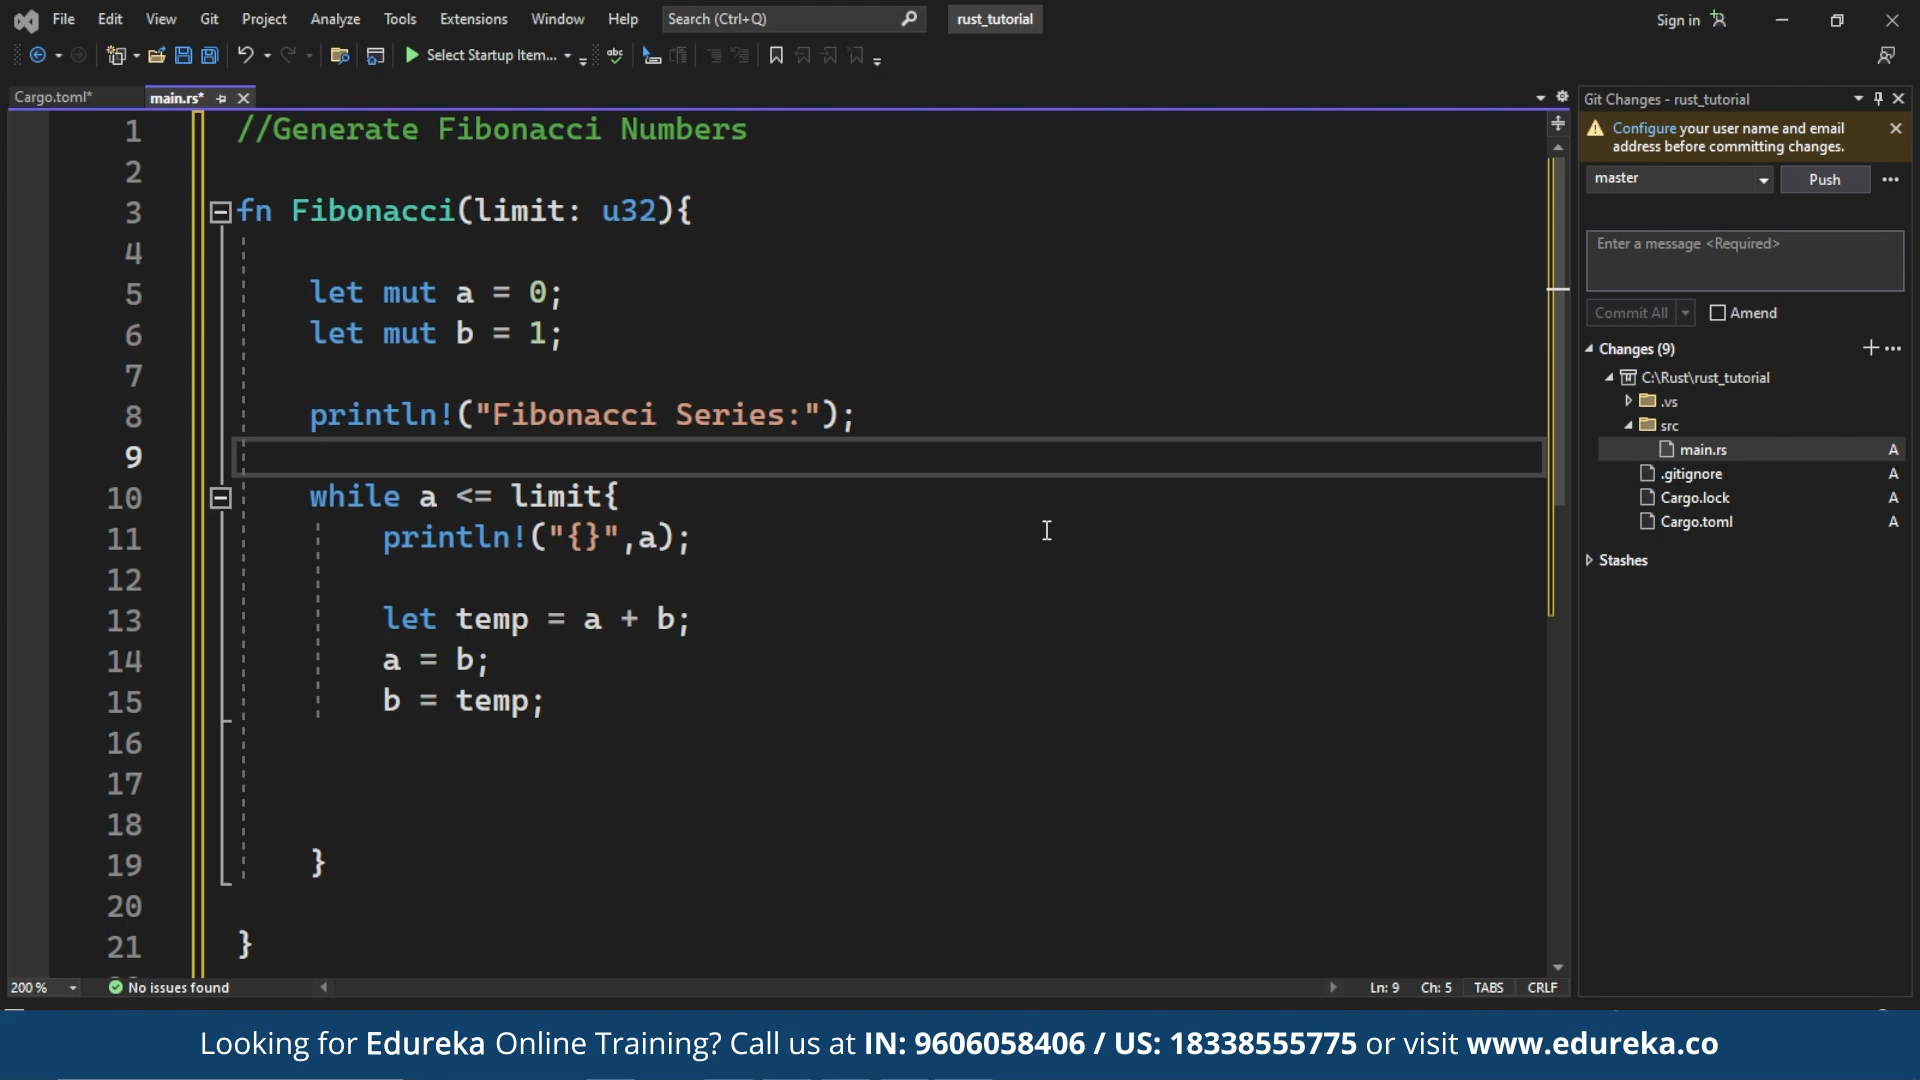 File Edit View Git Project Analyze Tools Extensions Window Help Search (Ctrl+Q) rust_tutorial Sign in
Select Startup Item... abc
Cargo.toml* main.rs*
1 //Generate Fibonacci Numbers
2
3 fn Fibonacci(limit: u32){
4
5 let mut a = 0;
6 let mut b = 1;
7
8 println!("Fibonacci Series:");
9
10 while a <= limit{
11 println!("{}",a);
12
13 let temp = a + b;
14 a = b;
15 b = temp;
16
17
18
19 }
20
21 }
200 % No issues found Ln: 9 Ch: 5 TABS CRLF
Git Changes - rust_tutorial
Configure your user name and email
address before committing changes.
master Push
Enter a message <Required>
Commit All Amend
Changes (9)
C:\Rust\rust_tutorial
.vs
src
main.rs A
.gitignore A
Cargo.lock A
Cargo.toml A
Stashes
Looking for Edureka Online Training? Call us at IN: 9606058406 / US: 18338555775 or visit www.edureka.co